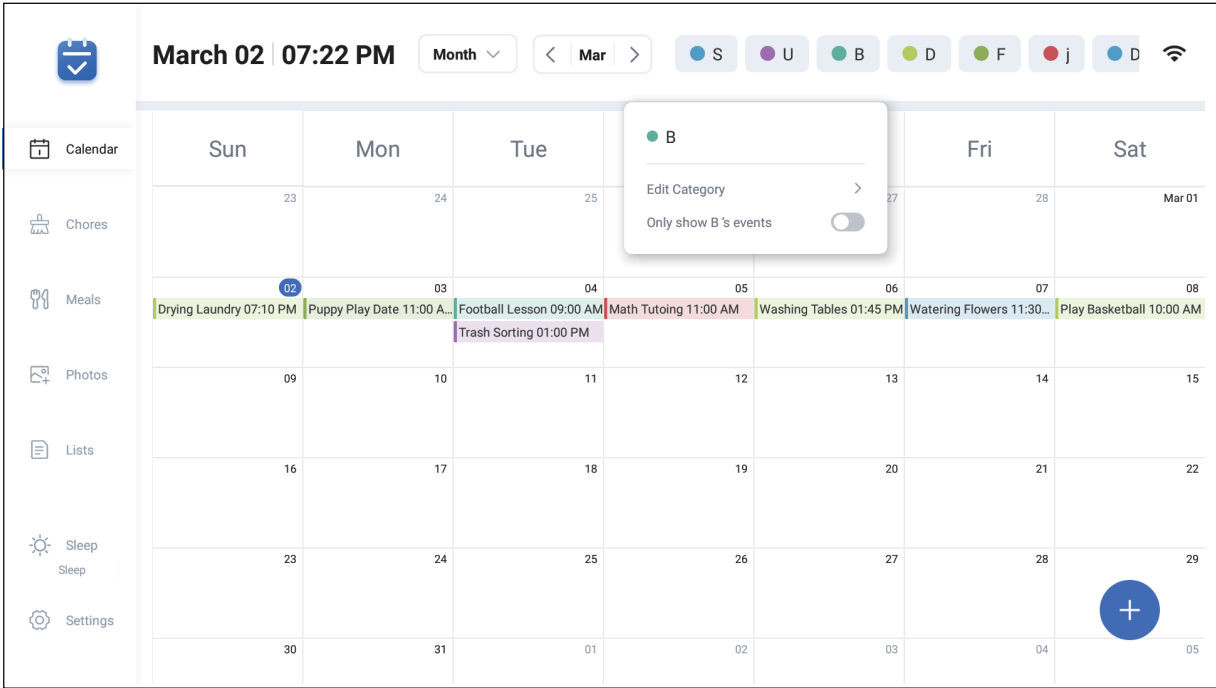 March 02 07:22 PM Month Mar S U B D F j D
B
Calendar
Sun Mon Tue Fri Sat
Edit Category
23 24 25 27 28 Mar 01
Only show B 's events
Chores
02 03 04 05 06 07 08
Meals
Drying Laundry 07:10 PM Puppy Play Date 11:00 A... Football Lesson 09:00 AM Math Tutoing 11:00 AM Washing Tables 01:45 PM Watering Flowers 11:30... Play Basketball 10:00 AM
Trash Sorting 01:00 PM
Photos
09 10 11 12 13 14 15
Lists
16 17 18 19 20 21 22
Sleep
Sleep
23 24 25 26 27 28 29
Settings
30 31 01 02 03 04 05